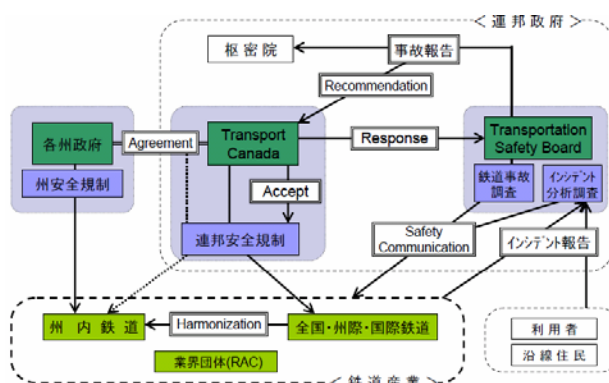 ＜連邦政府＞
枢密院
事故報告
Recommendation
各州政府
Agreement
Transport
Canada
Response
Transportation
Safety Board
州安全規制
Accept
鉄道事故
調査
インシデント
分析調査
連邦安全規制
Safety
Communication
インシデント報告
州内鉄道
Harmonization
全国・州際・国際鉄道
利用者
沿線住民
業界団体(RAC)
＜鉄道産業＞